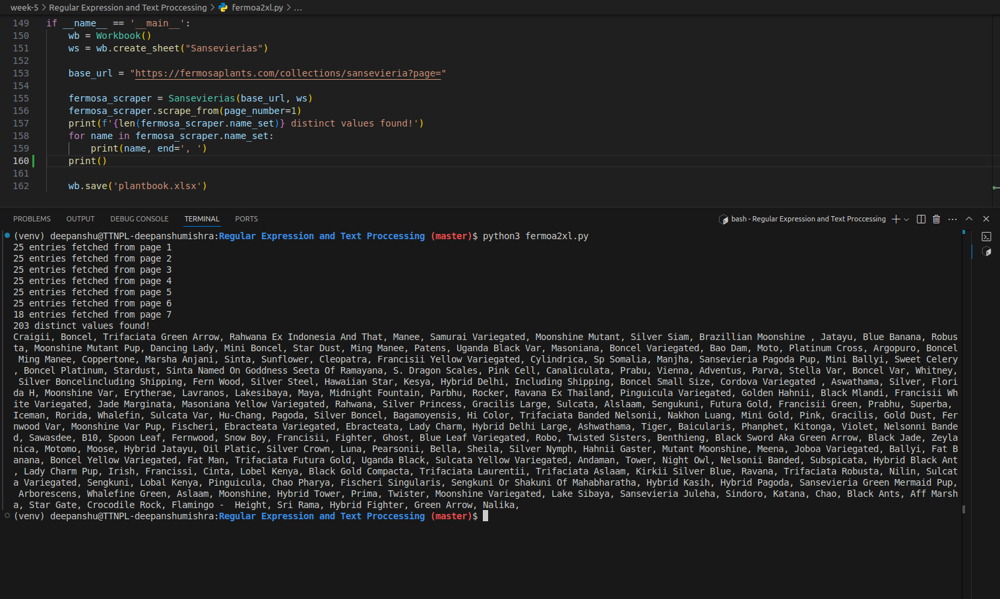 week-5 > Regular Expression and Text Proccessing > fermoa2xl.py > ...
149 if __name__ == '__main__':
150     wb = Workbook()
151     ws = wb.create_sheet("Sansevierias")
152
153     base_url = "https://fermosaplants.com/collections/sansevieria?page="
154
155     fermosa_scraper = Sansevierias(base_url, ws)
156     fermosa_scraper.scrape_from(page_number=1)
157     print(f'{len(fermosa_scraper.name_set)} distinct values found!')
158     for name in fermosa_scraper.name_set:
159         print(name, end=', ')
160     print()
161
162     wb.save('plantbook.xlsx')
PROBLEMS OUTPUT DEBUG CONSOLE TERMINAL PORTS bash - Regular Expression and Text Proccessing
(venv) deepanshu@TTNPL-deepanshumishra:Regular Expression and Text Proccessing (master)$ python3 fermoa2xl.py
25 entries fetched from page 1
25 entries fetched from page 2
25 entries fetched from page 3
25 entries fetched from page 4
25 entries fetched from page 5
25 entries fetched from page 6
18 entries fetched from page 7
203 distinct values found!
Craigii, Boncel, Trifaciata Green Arrow, Rahwana Ex Indonesia And That, Manee, Samurai Variegated, Moonshine Mutant, Silver Siam, Brazillian Moonshine , Jatayu, Blue Banana, Robus
ta, Moonshine Mutant Pup, Dancing Lady, Mini Boncel, Star Dust, Ming Manee, Patens, Uganda Black Var, Masoniana, Boncel Variegated, Bao Dam, Moto, Platinum Cross, Argopuro, Boncel
 Ming Manee, Coppertone, Marsha Anjani, Sinta, Sunflower, Cleopatra, Francisii Yellow Variegated, Cylindrica, Sp Somalia, Manjha, Sansevieria Pagoda Pup, Mini Ballyi, Sweet Celery
, Boncel Platinum, Stardust, Sinta Named On Goddness Seeta Of Ramayana, S. Dragon Scales, Pink Cell, Canaliculata, Prabu, Vienna, Adventus, Parva, Stella Var, Boncel Var, Whitney,
 Silver Boncelincluding Shipping, Fern Wood, Silver Steel, Hawaiian Star, Kesya, Hybrid Delhi, Including Shipping, Boncel Small Size, Cordova Variegated , Aswathama, Silver, Flori
da H, Moonshine Var, Erytherae, Lavranos, Lakesibaya, Maya, Midnight Fountain, Parbhu, Rocker, Ravana Ex Thailand, Pinguicula Variegated, Golden Hahnii, Black Mlandi, Francisii Wh
ite Variegated, Jade Marginata, Masoniana Yellow Variegated, Rahwana, Silver Princess, Gracilis Large, Sulcata, Alslaam, Sengukuni, Futura Gold, Francisii Green, Prabhu, Superba,
Iceman, Rorida, Whalefin, Sulcata Var, Hu-Chang, Pagoda, Silver Boncel, Bagamoyensis, Hi Color, Trifaciata Banded Nelsonii, Nakhon Luang, Mini Gold, Pink, Gracilis, Gold Dust, Fer
nwood Var, Moonshine Var Pup, Fischeri, Ebracteata Variegated, Ebracteata, Lady Charm, Hybrid Delhi Large, Ashwathama, Tiger, Baicularis, Phanphet, Kitonga, Violet, Nelsonni Bande
d, Sawasdee, B10, Spoon Leaf, Fernwood, Snow Boy, Francisii, Fighter, Ghost, Blue Leaf Variegated, Robo, Twisted Sisters, Benthieng, Black Sword Aka Green Arrow, Black Jade, Zeyla
nica, Motomo, Moose, Hybrid Jatayu, Oil Platic, Silver Crown, Luna, Pearsonii, Bella, Sheila, Silver Nymph, Hahnii Gaster, Mutant Moonshine, Meena, Joboa Variegated, Ballyi, Fat B
anana, Boncel Yellow Variegated, Fat Man, Trifaciata Futura Gold, Uganda Black, Sulcata Yellow Variegated, Andaman, Tower, Night Owl, Nelsonii Banded, Subspicata, Hybrid Black Ant
, Lady Charm Pup, Irish, Francissi, Cinta, Lobel Kenya, Black Gold Compacta, Trifaciata Laurentii, Trifaciata Aslaam, Kirkii Silver Blue, Ravana, Trifaciata Robusta, Nilin, Sulcat
a Variegated, Sengkuni, Lobal Kenya, Pinguicula, Chao Pharya, Fischeri Singularis, Sengkuni Or Shakuni Of Mahabharatha, Hybrid Kasih, Hybrid Pagoda, Sansevieria Green Mermaid Pup,
 Arborescens, Whalefine Green, Aslaam, Moonshine, Hybrid Tower, Prima, Twister, Moonshine Variegated, Lake Sibaya, Sansevieria Juleha, Sindoro, Katana, Chao, Black Ants, Aff Marsh
a, Star Gate, Crocodile Rock, Flamingo -  Height, Sri Rama, Hybrid Fighter, Green Arrow, Nalika,
(venv) deepanshu@TTNPL-deepanshumishra:Regular Expression and Text Proccessing (master)$